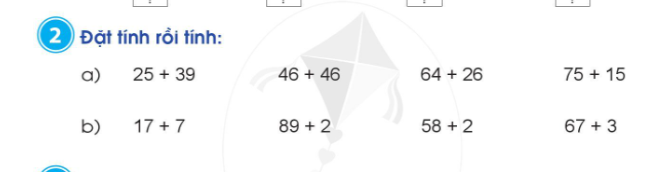 2 Đặt tính rồi tính:
a) 25 + 39 46 + 46 64 + 26 75 + 15
b) 17 + 7 89 + 2 58 + 2 67 + 3